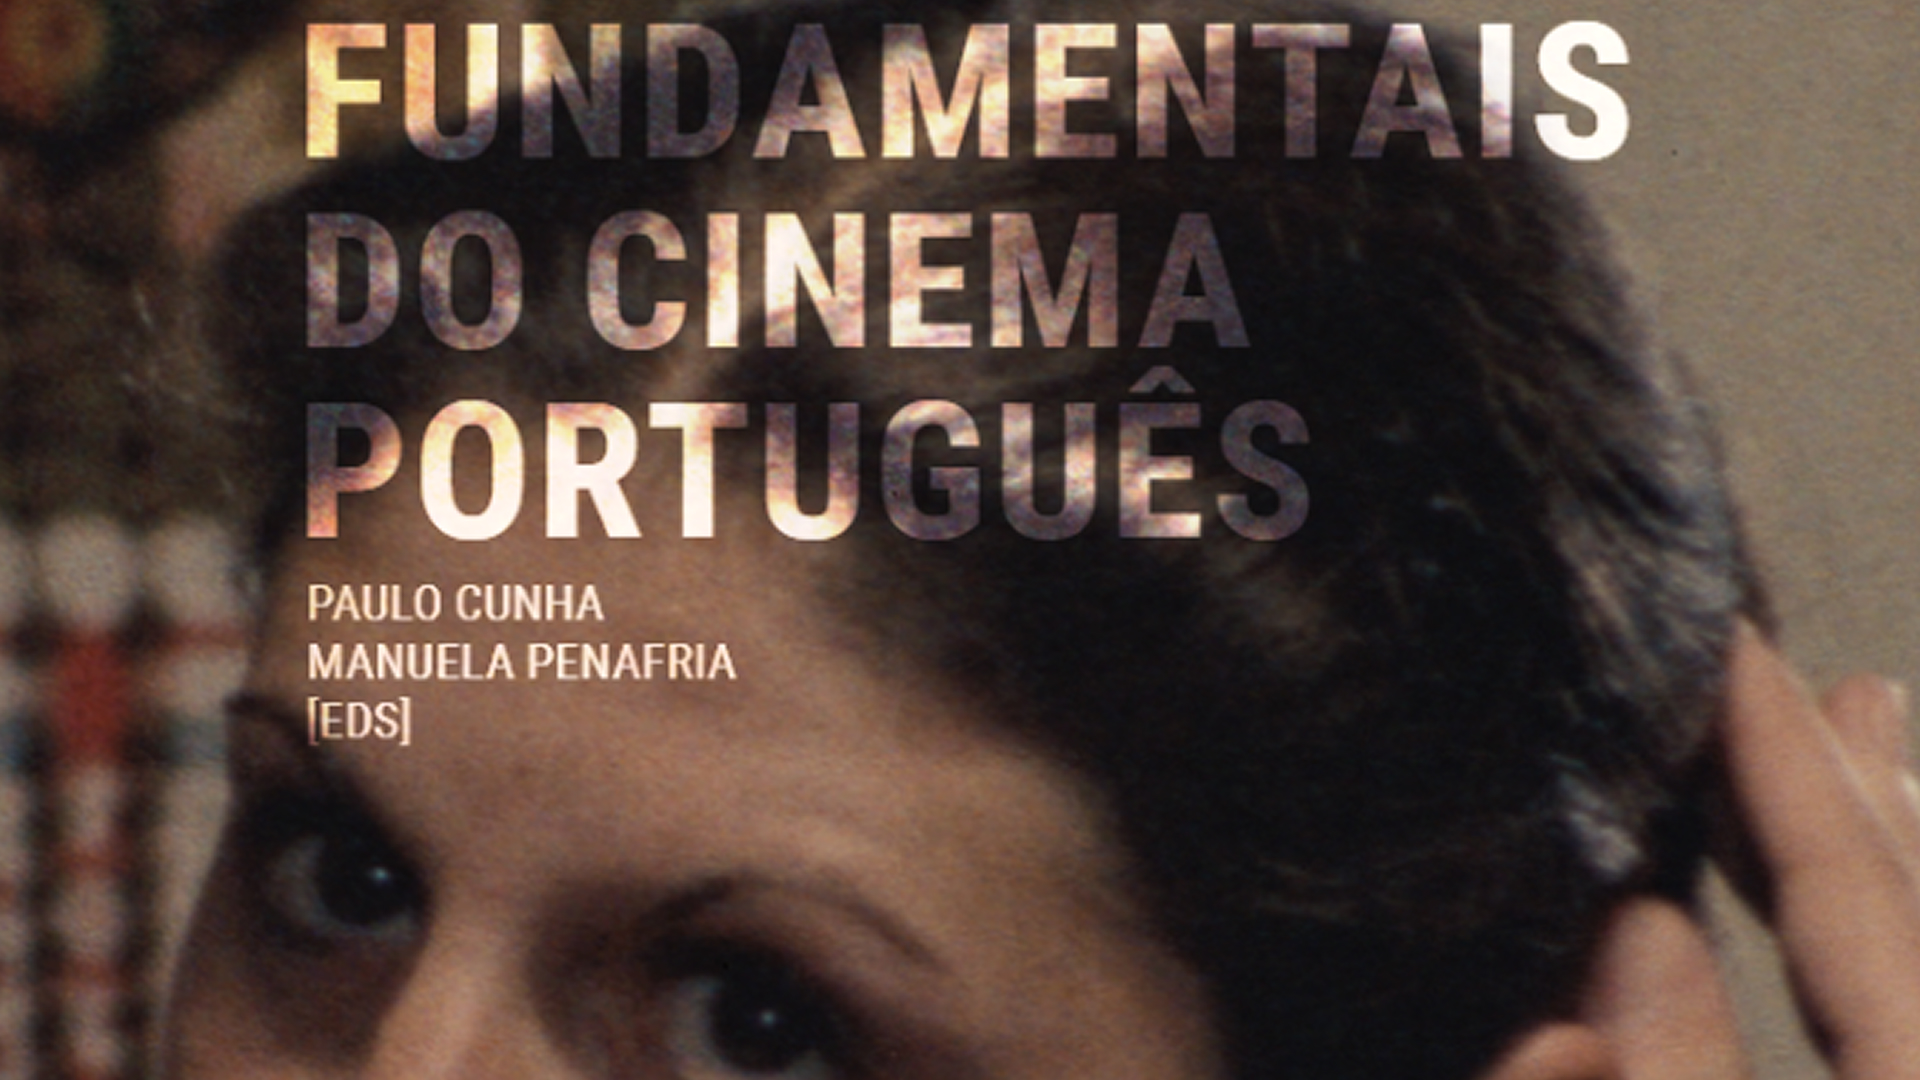 FUNDAMENTAIS
DO CINEMA
PORTUGUÊS
PAULO CUNHA
MANUELA PENAFRIA
[EDS]